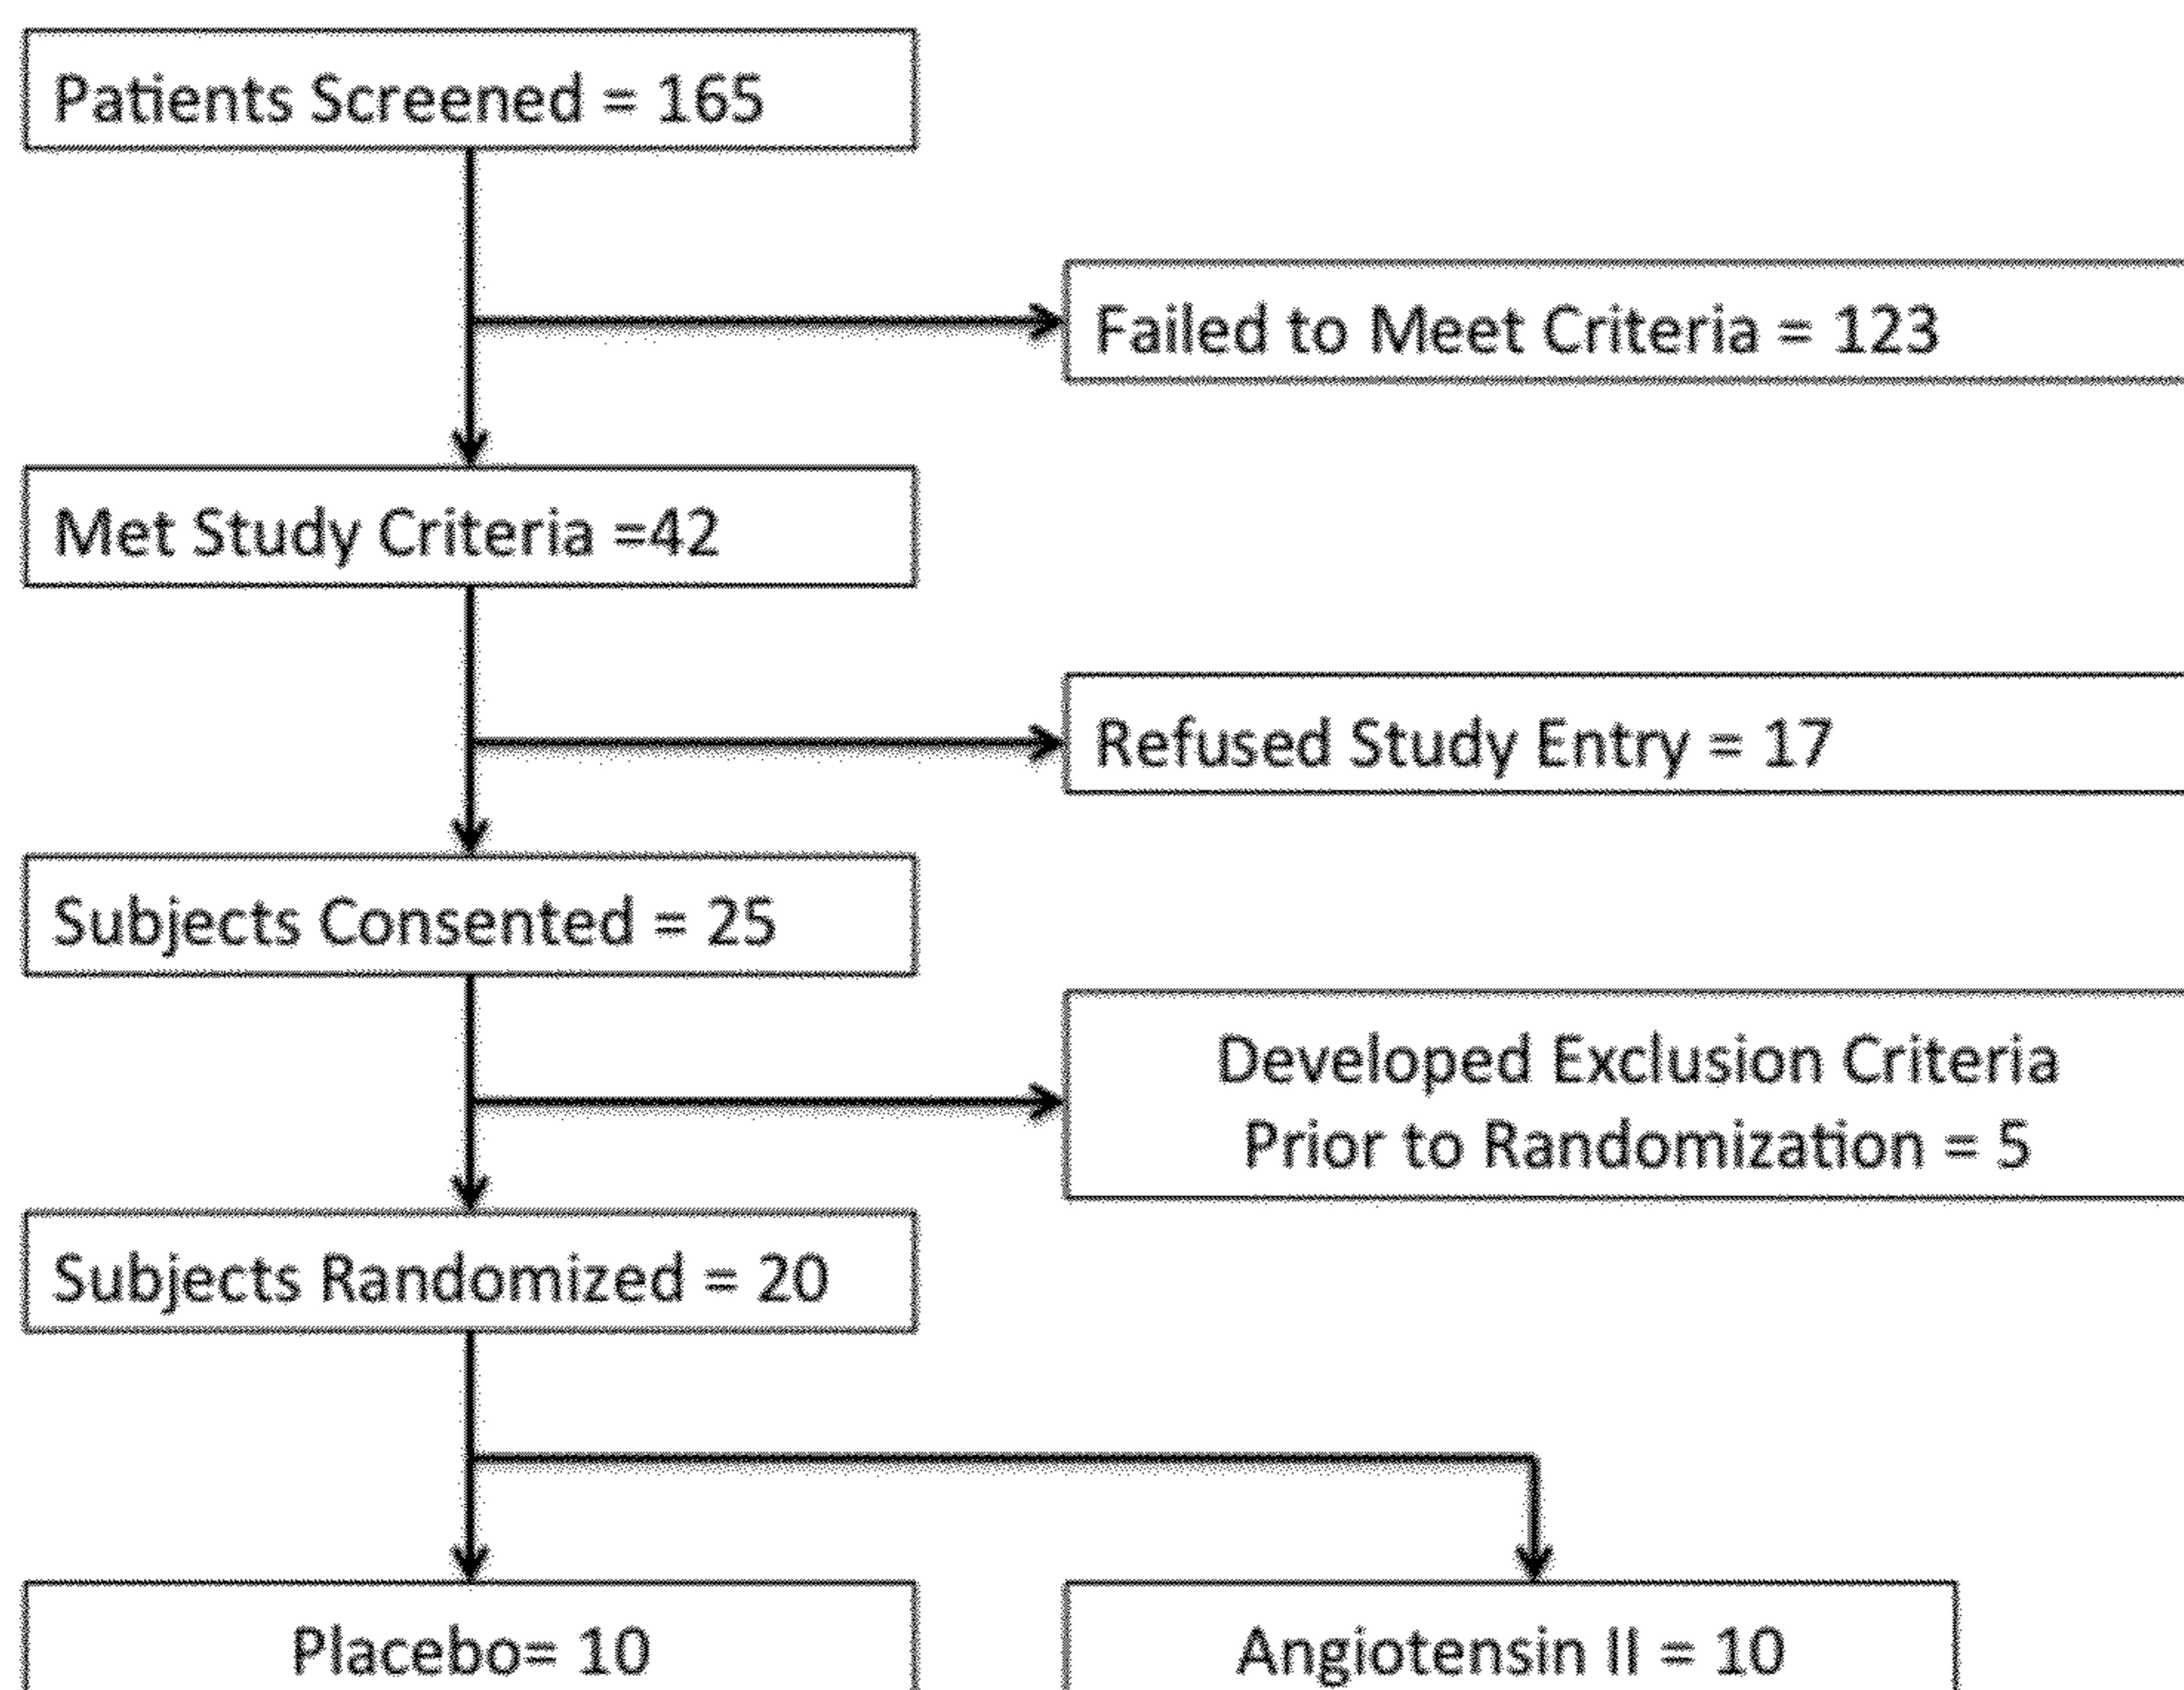 Patients Screened = 165
Failed to Meet Criteria = 123
Met Study Criteria =42
Refused Study Entry = 17
Subjects Consented = 25
Developed Exclusion Criteria
Prior to Randomization = 5
Subjects Randomized = 20
Placebo= 10
Angiotensin II = 10